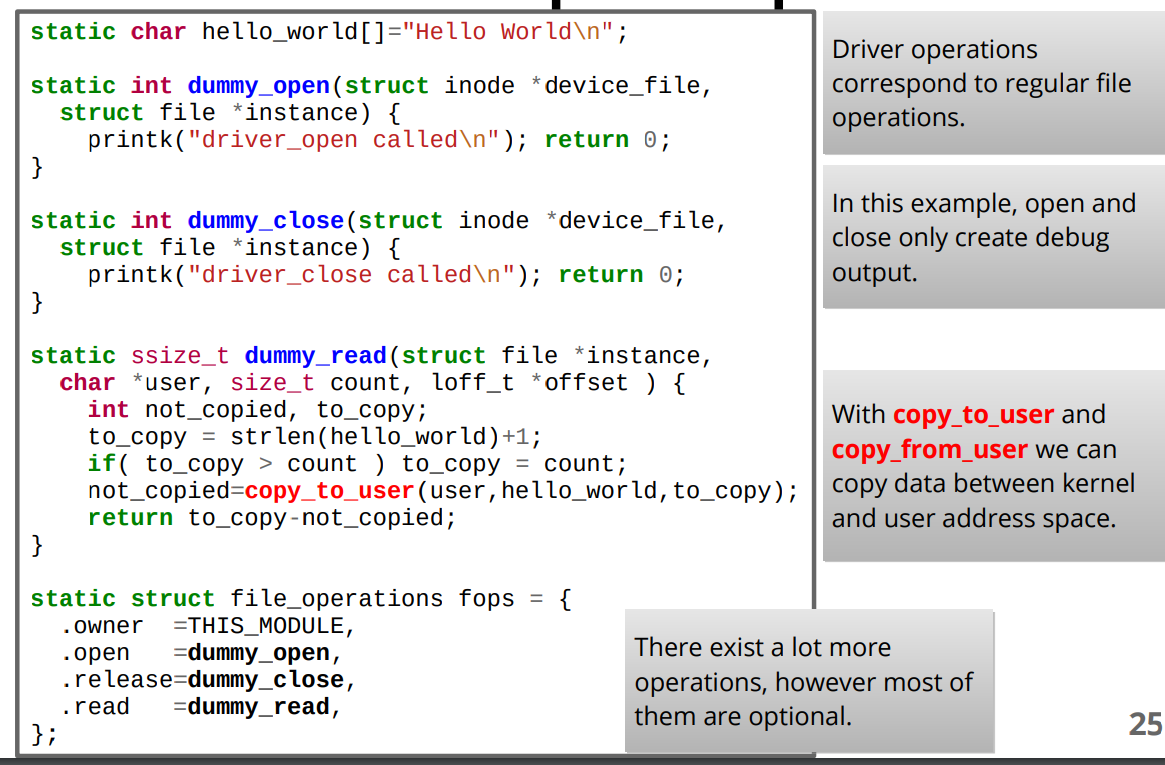 static char hello_world[]="Hello World\n";
static int dummy_open(struct inode *device_file,
  struct file *instance) {
    printk("driver_open called\n"); return 0;
}
static int dummy_close(struct inode *device_file,
  struct file *instance) {
    printk("driver_close called\n"); return 0;
}
static ssize_t dummy_read(struct file *instance,
  char *user, size_t count, loff_t *offset ) {
    int not_copied, to_copy;
    to_copy = strlen(hello_world)+1;
    if( to_copy > count ) to_copy = count;
    not_copied=copy_to_user(user,hello_world,to_copy);
    return to_copy-not_copied;
}
static struct file_operations fops = {
  .owner  =THIS_MODULE,
  .open   =dummy_open,
  .release=dummy_close,
  .read   =dummy_read,
};
Driver operations
correspond to regular file
operations.
In this example, open and
close only create debug
output.
With copy_to_user and
copy_from_user we can
copy data between kernel
and user address space.
There exist a lot more
operations, however most of
them are optional.
25